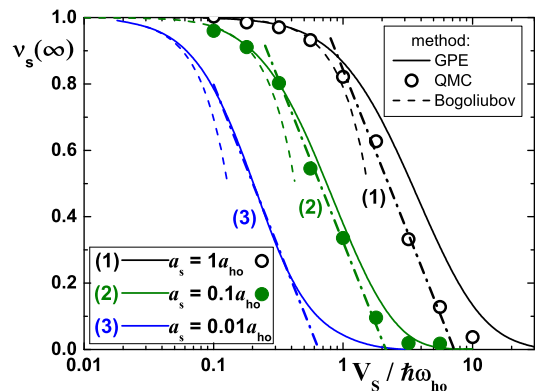 ν_s(∞)
1.0
0.8
0.6
0.4
0.2
0.0
method:
GPE
QMC
Bogoliubov
(1)
(2)
(3)
(1) a_s = 1a_ho
(2) a_s = 0.1a_ho
(3) a_s = 0.01a_ho
0.01 0.1 1 10
V_S / ħω_ho